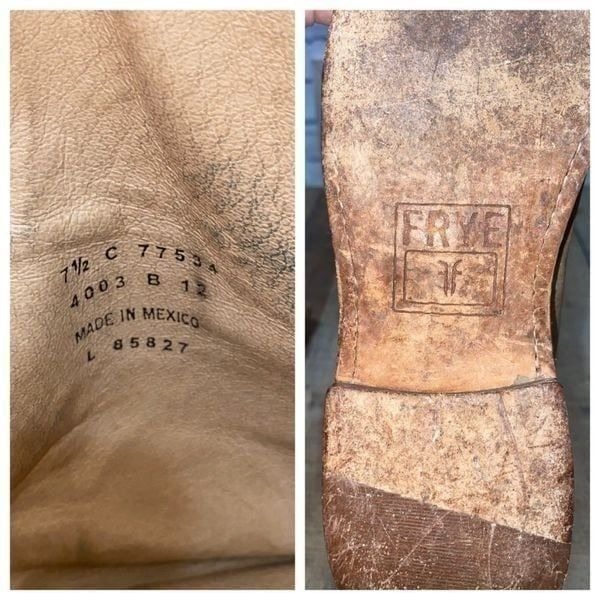 7½ C 77534
4003 B 12
MADE IN MEXICO
L 85827
FRYE